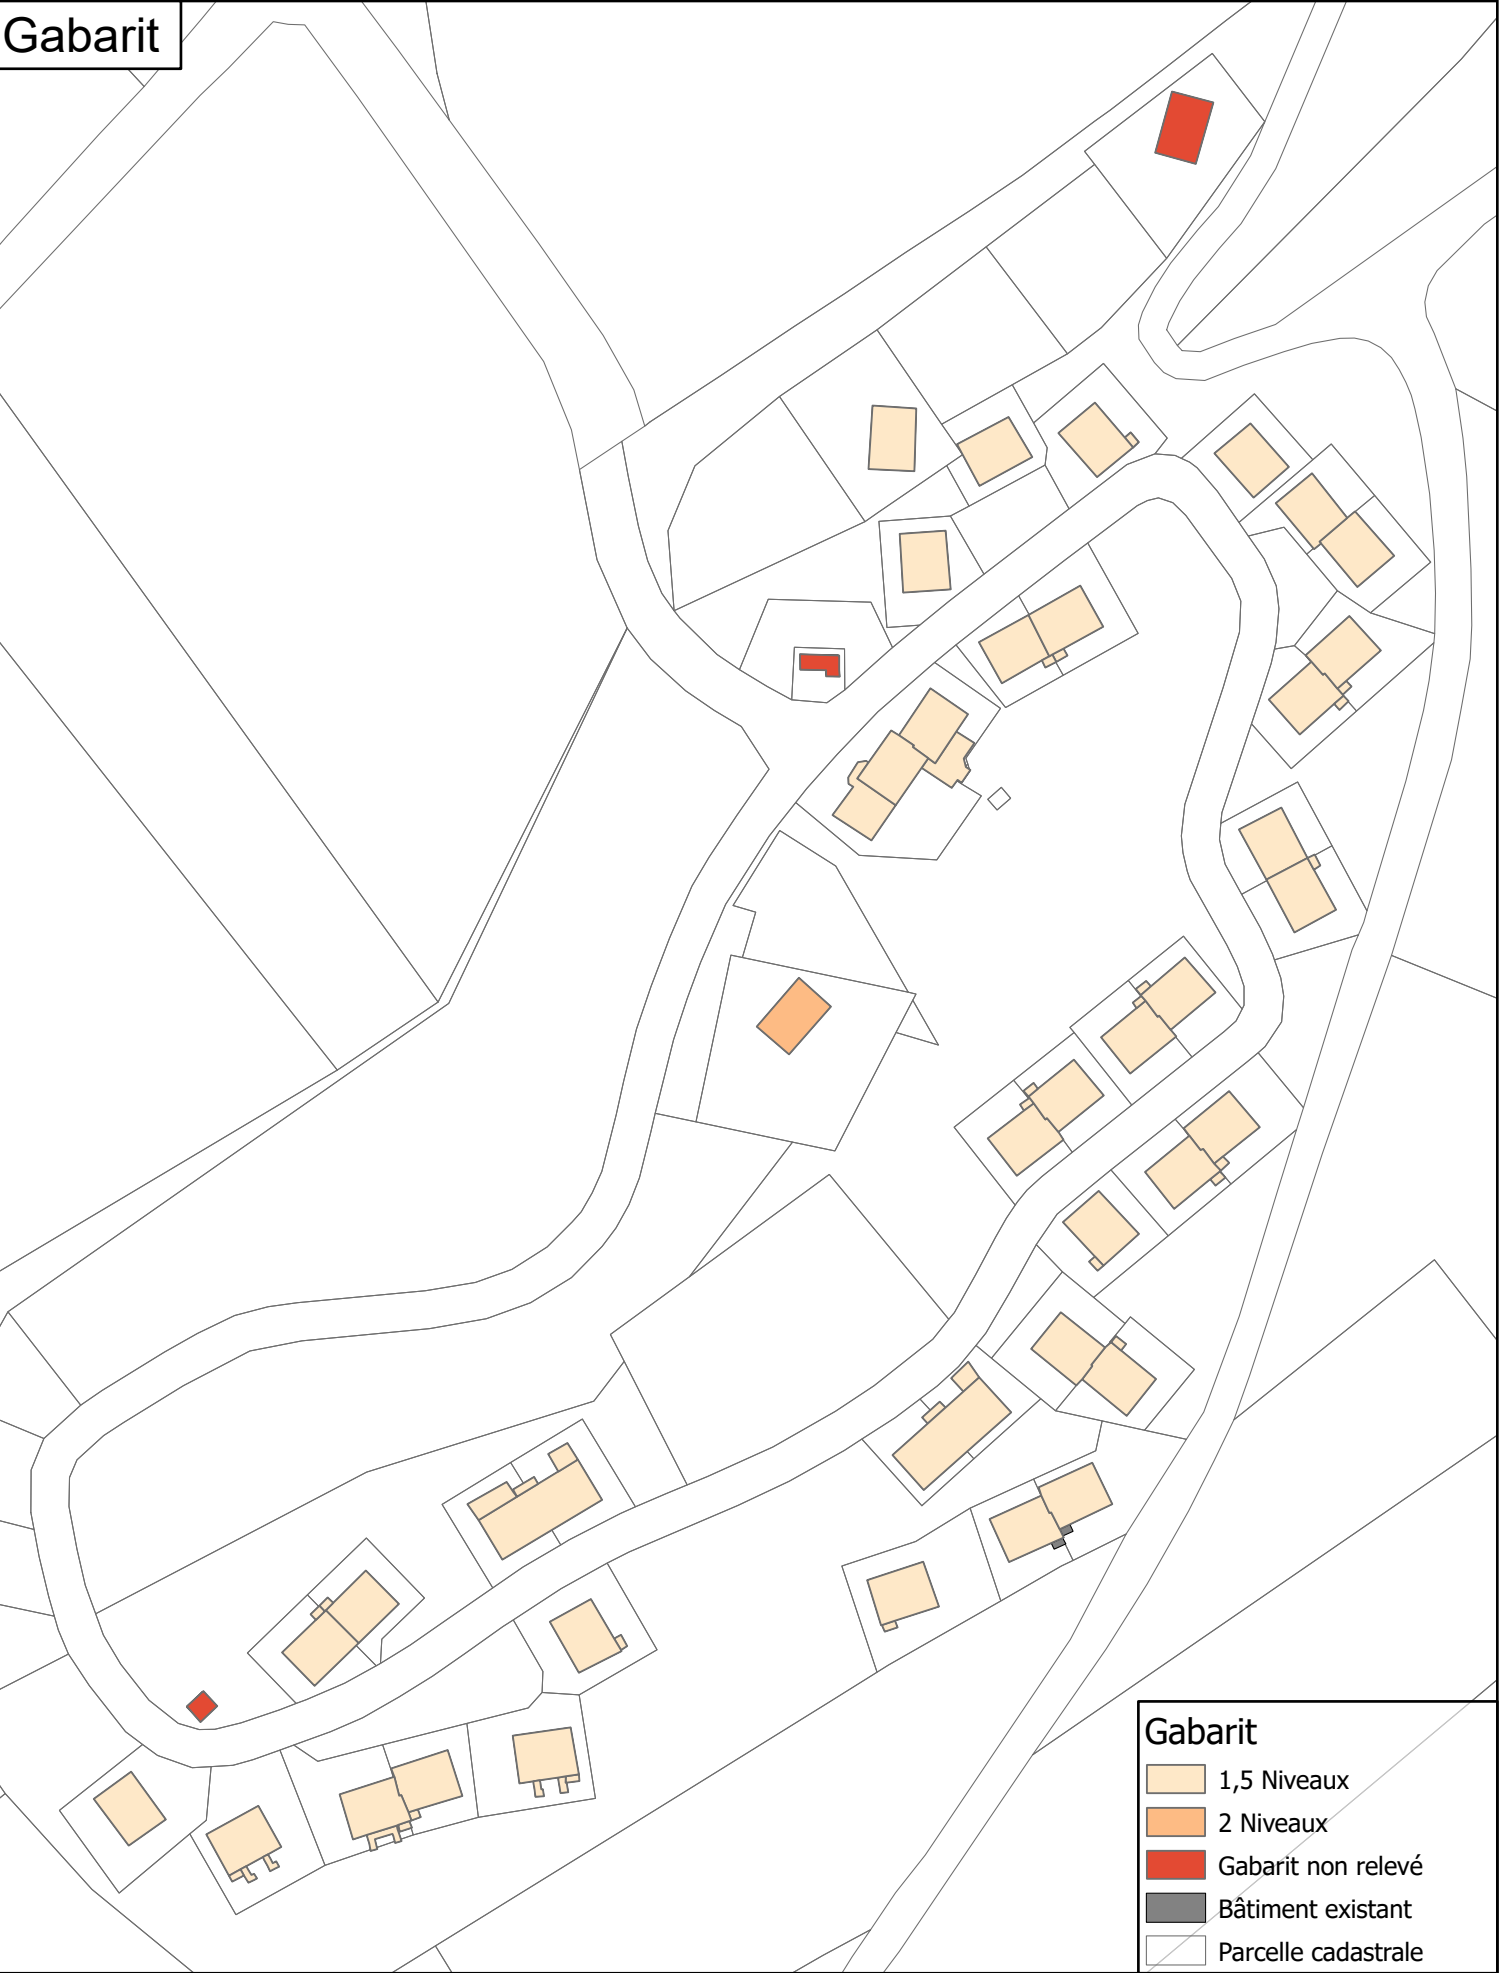 Gabarit
Gabarit
1,5 Niveaux
2 Niveaux
Gabarit non relevé
Bâtiment existant
Parcelle cadastrale